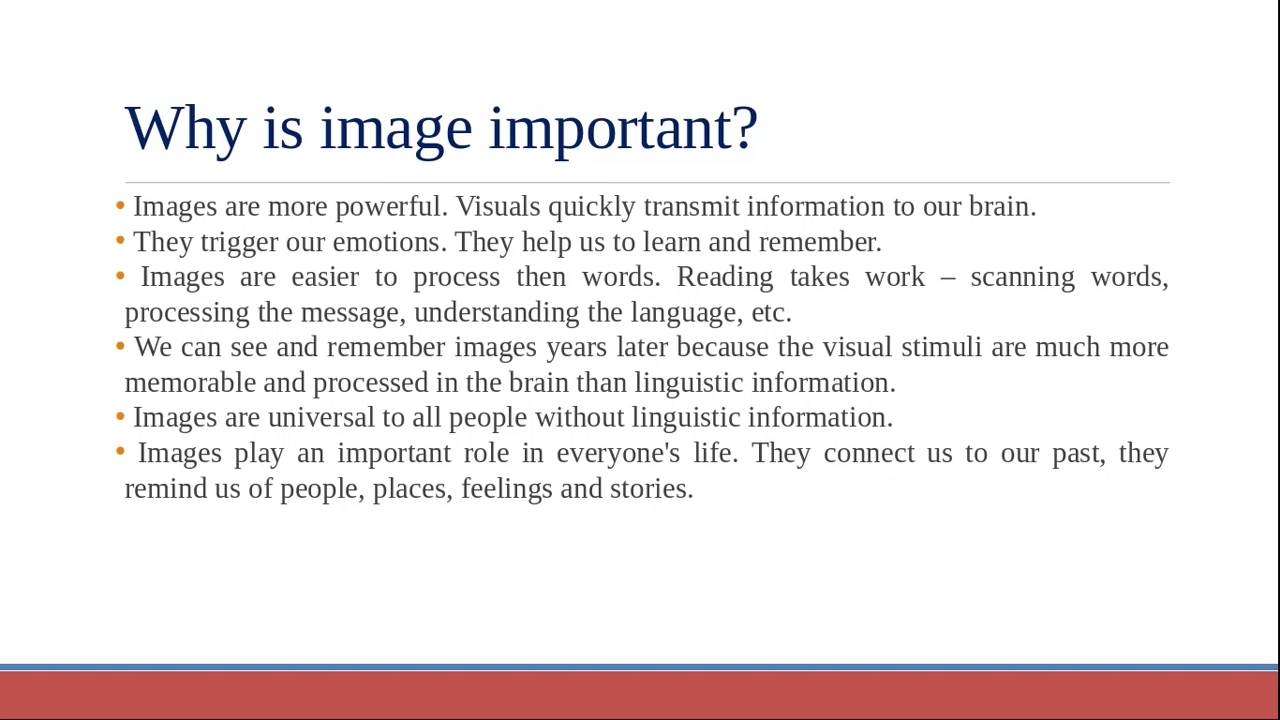 Why is image important?
• Images are more powerful. Visuals quickly transmit information to our brain.
• They trigger our emotions. They help us to learn and remember.
• Images are easier to process then words. Reading takes work – scanning words,
processing the message, understanding the language, etc.
• We can see and remember images years later because the visual stimuli are much more
memorable and processed in the brain than linguistic information.
• Images are universal to all people without linguistic information.
• Images play an important role in everyone's life. They connect us to our past, they
remind us of people, places, feelings and stories.